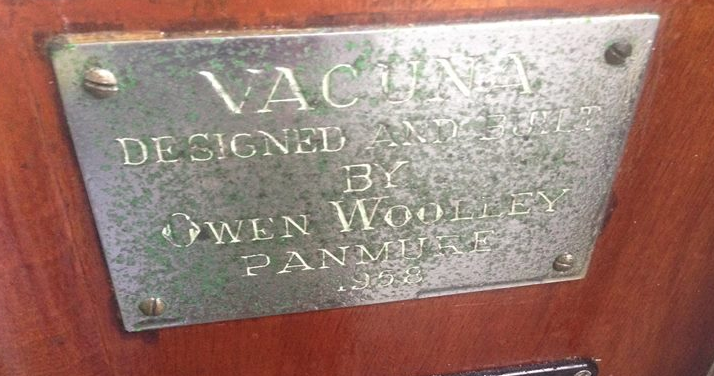 VACUNA
DESIGNED AND BUILT
BY
OWEN WOOLLEY
PANMURE
1958